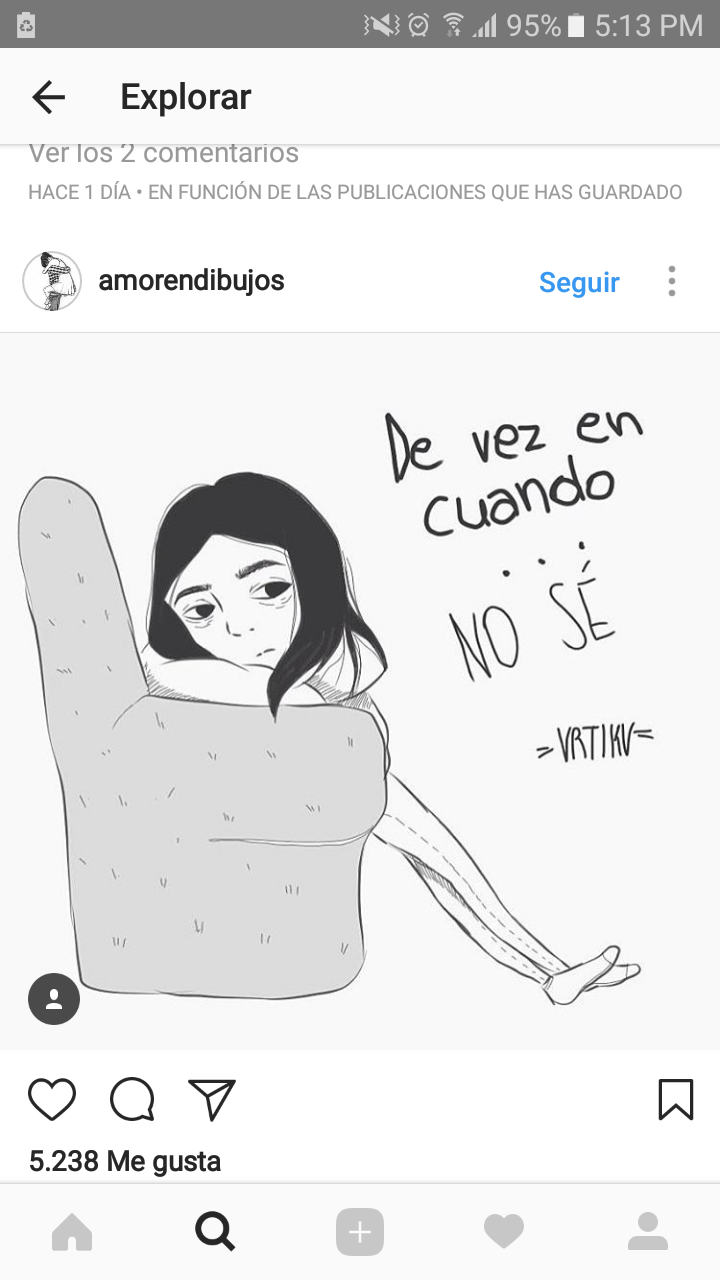 95% 5:13 PM
Explorar
Ver los 2 comentarios
HACE 1 DÍA • EN FUNCIÓN DE LAS PUBLICACIONES QUE HAS GUARDADO
amorendibujos Seguir
De vez en
cuando
...
NO SÉ
=VRTIKV=
5.238 Me gusta